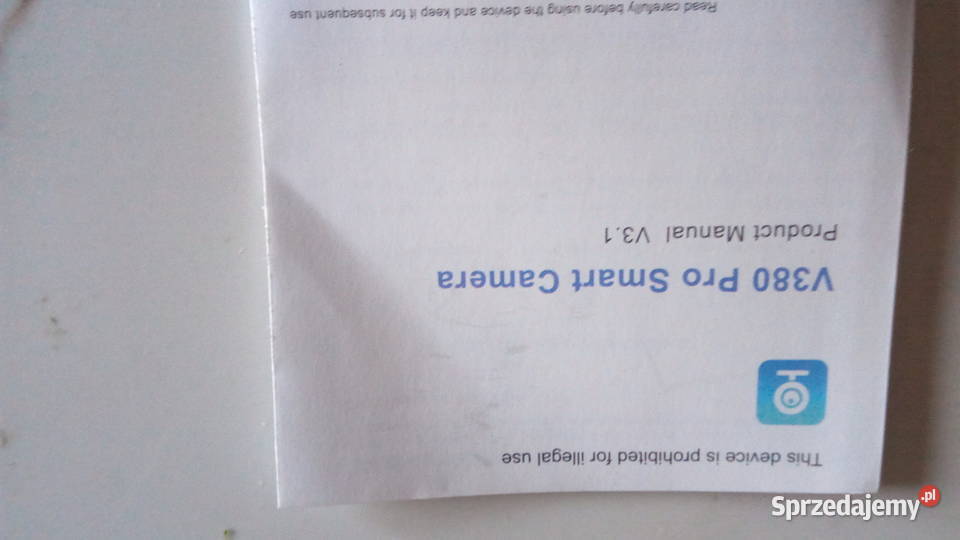 This device is prohibited for illegal use
V380 Pro Smart Camera
Product Manual V3.1
Read carefully before using the device and keep it for subsequent use
Sprzedajemy.pl